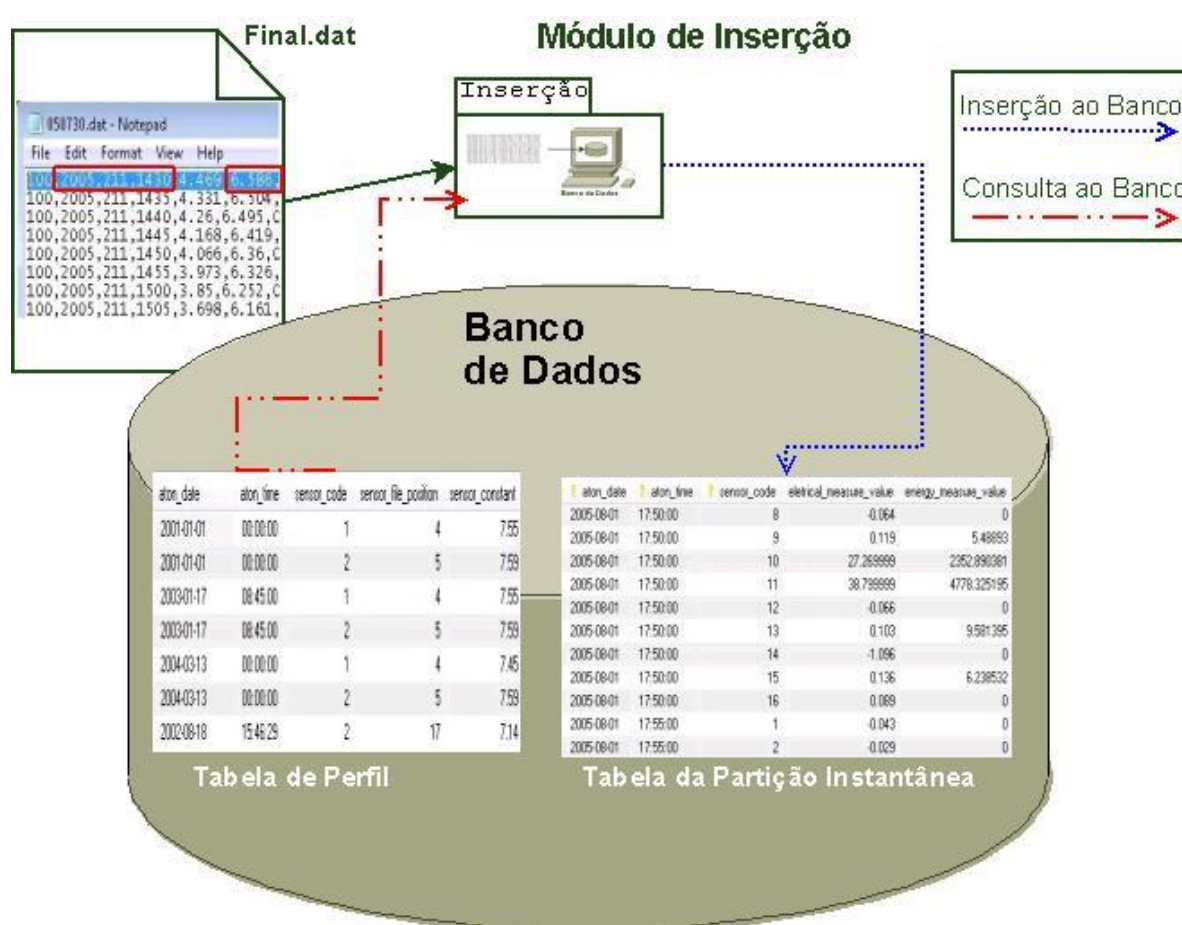 Final.dat
Módulo de Inserção
Inserção
Banco de Dados
Inserção ao Banco
Consulta ao Banco
050730.dat - Notepad
File Edit Format View Help
100,2005,211,1430,4.469,6.586,
100,2005,211,1435,4.331,6.504,
100,2005,211,1440,4.26,6.495,C
100,2005,211,1445,4.168,6.419,
100,2005,211,1450,4.066,6.36,C
100,2005,211,1455,3.973,6.326,
100,2005,211,1500,3.85,6.252,C
100,2005,211,1505,3.698,6.161,
Banco
de Dados
aton_date aton_time sensor_code sensor_file_position sensor_constant
2001-01-01 00:00:00 1 4 7.55
2001-01-01 00:00:00 2 5 7.59
2003-01-17 08:45:00 1 4 7.55
2003-01-17 08:45:00 2 5 7.59
2004-03-13 00:00:00 1 4 7.45
2004-03-13 00:00:00 2 5 7.59
2002-08-18 15:46:29 2 17 7.14
Tabela de Perfil
aton_date aton_time sensor_code eletrical_measure_value energy_measure_value
2005-08-01 17:50:00 8 -0.064 0
2005-08-01 17:50:00 9 0.119 5.48893
2005-08-01 17:50:00 10 27.269999 2352.890381
2005-08-01 17:50:00 11 38.799999 4778.325195
2005-08-01 17:50:00 12 -0.066 0
2005-08-01 17:50:00 13 0.103 9.581395
2005-08-01 17:50:00 14 -1.096 0
2005-08-01 17:50:00 15 0.136 6.238532
2005-08-01 17:50:00 16 0.089 0
2005-08-01 17:55:00 1 -0.043 0
2005-08-01 17:55:00 2 -0.029 0
Tabela da Partição Instantânea